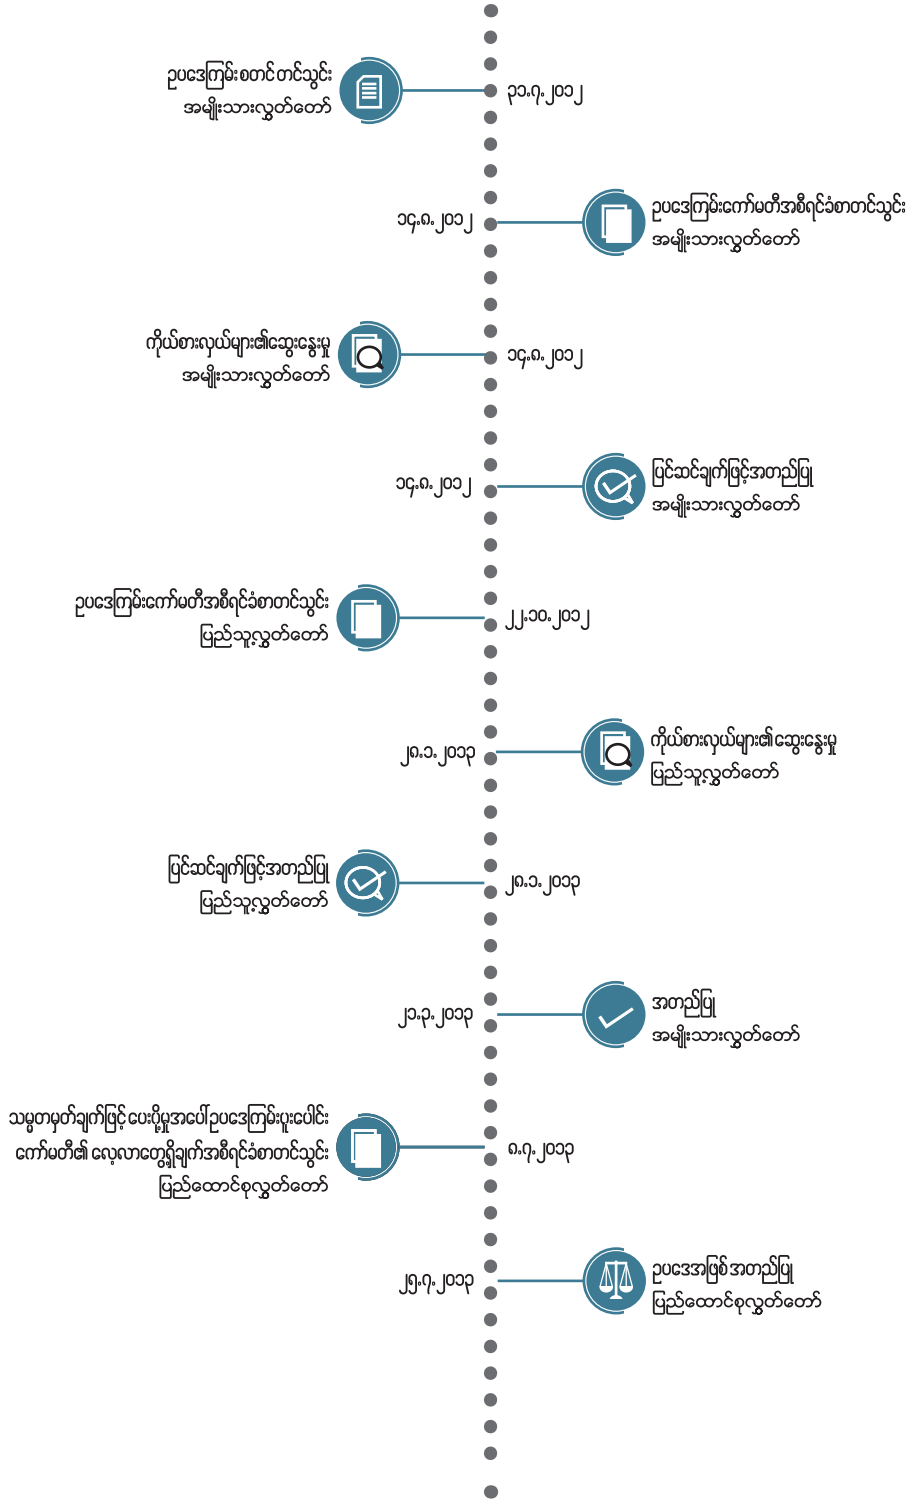 ဥပဒေကြမ်းစတင်တင်သွင်း
အမျိုးသားလွှတ်တော်
၃၁.၇.၂၀၁၂
၁၄.၈.၂၀၁၂
ဥပဒေကြမ်းကော်မတီအစီရင်ခံစာတင်သွင်း
အမျိုးသားလွှတ်တော်
ကိုယ်စားလှယ်များ၏ဆွေးနွေးမှု
အမျိုးသားလွှတ်တော်
၁၄.၈.၂၀၁၂
၁၄.၈.၂၀၁၂
ပြင်ဆင်ချက်ဖြင့်အတည်ပြု
အမျိုးသားလွှတ်တော်
ဥပဒေကြမ်းကော်မတီအစီရင်ခံစာတင်သွင်း
ပြည်သူ့လွှတ်တော်
၂၂.၁၀.၂၀၁၂
၂၈.၁.၂၀၁၃
ကိုယ်စားလှယ်များ၏ဆွေးနွေးမှု
ပြည်သူ့လွှတ်တော်
ပြင်ဆင်ချက်ဖြင့်အတည်ပြု
ပြည်သူ့လွှတ်တော်
၂၈.၁.၂၀၁၃
၂၁.၃.၂၀၁၃
အတည်ပြု
အမျိုးသားလွှတ်တော်
သမ္မတမှတ်ချက်ဖြင့် ပေးပို့မှုအပေါ် ဥပဒေကြမ်းပူးပေါင်း
ကော်မတီ၏ လေ့လာတွေ့ရှိချက်အစီရင်ခံစာတင်သွင်း
ပြည်ထောင်စုလွှတ်တော်
၈.၇.၂၀၁၃
၂၅.၇.၂၀၁၃
ဥပဒေအဖြစ် အတည်ပြု
ပြည်ထောင်စုလွှတ်တော်